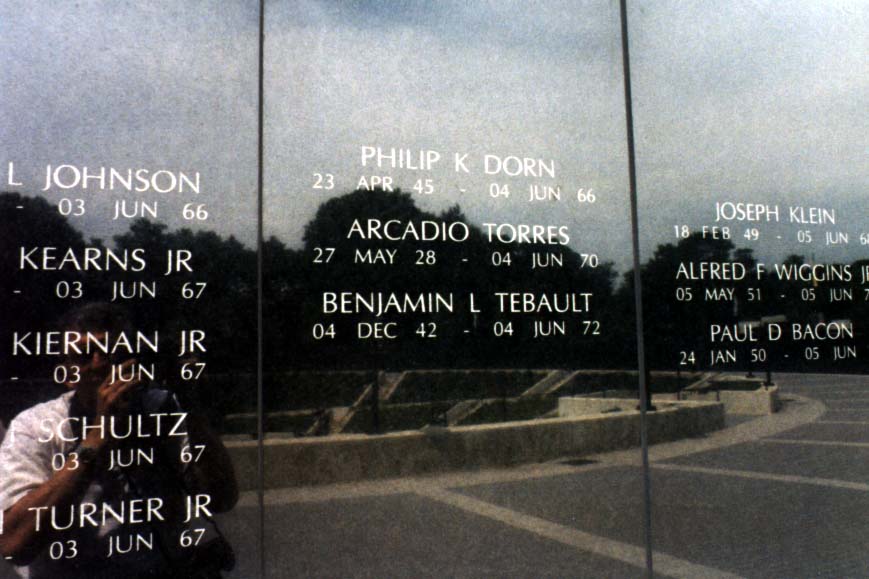 L JOHNSON
- 03 JUN 66
KEARNS JR
- 03 JUN 67
KIERNAN JR
- 03 JUN 67
SCHULTZ
03 JUN 67
TURNER JR
- 03 JUN 67
PHILIP K DORN
23 APR 45 - 04 JUN 66
ARCADIO TORRES
27 MAY 28 - 04 JUN 70
BENJAMIN L TEBAULT
04 DEC 42 - 04 JUN 72
JOSEPH KLEIN
18 FEB 49 - 05 JUN 68
ALFRED F WIGGINS JR
05 MAY 51 - 05 JUN
PAUL D BACON
24 JAN 50 - 05 JUN